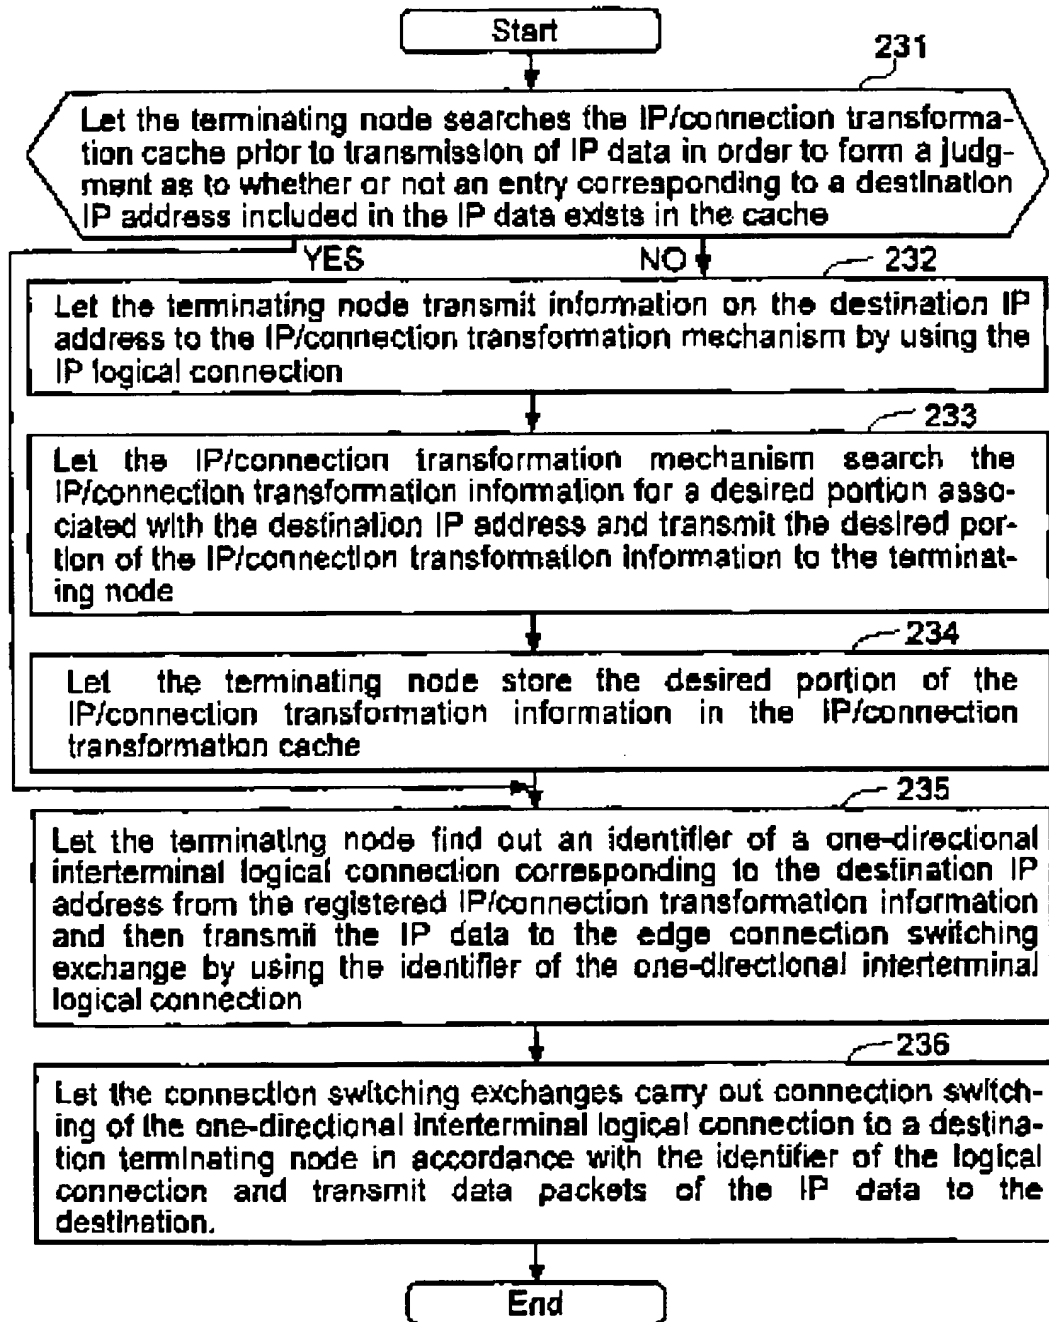 Start
231
Let the terminating node searches the IP/connection transforma-
tion cache prior to transmission of IP data in order to form a judg-
ment as to whether or not an entry corresponding to a destination
IP address included in the IP data exists in the cache
YES
NO
232
Let the terminating node transmit information on the destination IP
address to the IP/connection transformation mechanism by using the
IP logical connection
233
Let the IP/connection transformation mechanism search the
IP/connection transformation information for a desired portion asso-
ciated with the destination IP address and transmit the desired por-
tion of the IP/connection transformation information to the terminat-
ing node
234
Let the terminating node store the desired portion of the
IP/connection transformation information in the IP/connection
transformation cache
235
Let the terminating node find out an identifier of a one-directional
interterminal logical connection corresponding to the destination IP
address from the registered IP/connection transformation information
and then transmit the IP data to the edge connection switching
exchange by using the identifier of the one-directional interterminal
logical connection
236
Let the connection switching exchanges carry out connection switch-
ing of the one-directional interterminal logical connection to a destina-
tion terminating node in accordance with the identifier of the logical
connection and transmit data packets of the IP data to the
destination.
End